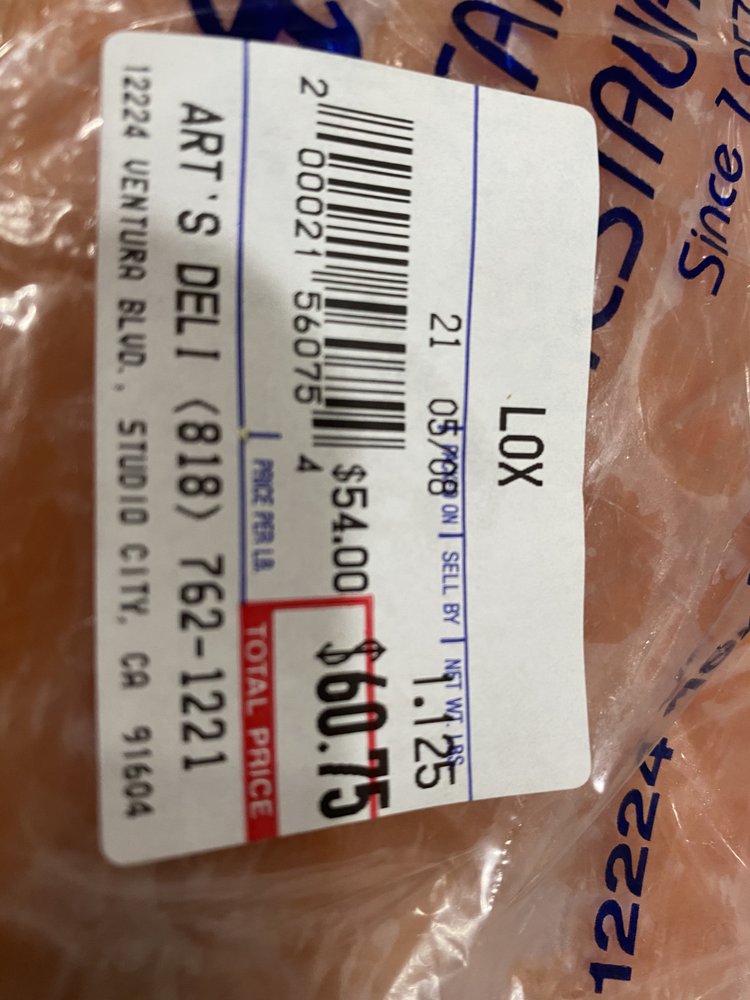 LOX
PACKED ON SELL BY NET WT. LBS
21 05/08 1.125
2 00021 56075 4
$54.00 $60.75
PRICE PER LB. TOTAL PRICE
ART'S DELI (818) 762-1221
12224 VENTURA BLVD., STUDIO CITY, CA 91604
Since
12224